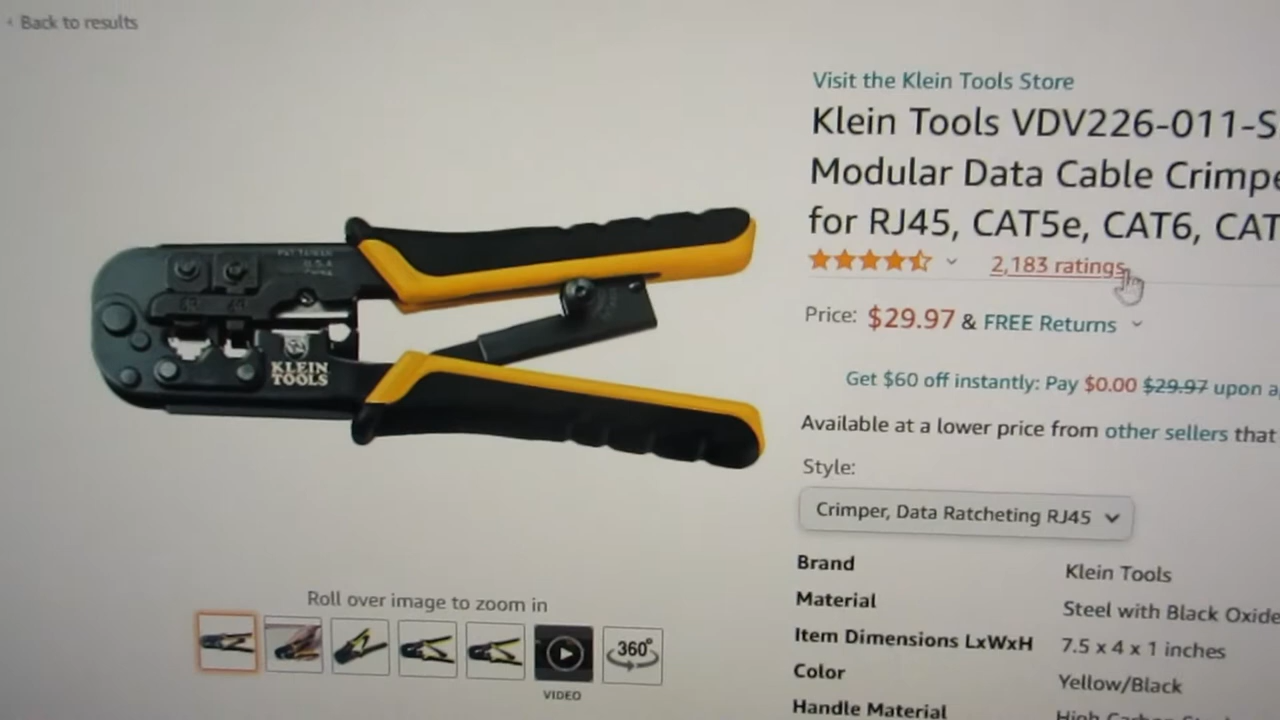 ‹ Back to results
Visit the Klein Tools Store
Klein Tools VDV226-011-S
Modular Data Cable Crimpe
for RJ45, CAT5e, CAT6, CAT
2,183 ratings
Price: $29.97 & FREE Returns
Get $60 off instantly: Pay $0.00 $29.97 upon a
Available at a lower price from other sellers that
Style:
Crimper, Data Ratcheting RJ45
Brand Klein Tools
Material Steel with Black Oxide
Item Dimensions LxWxH 7.5 x 4 x 1 inches
Color Yellow/Black
Handle Material High Carbon
KLEIN
TOOLS
U.S.A
Roll over image to zoom in
360°
VIDEO